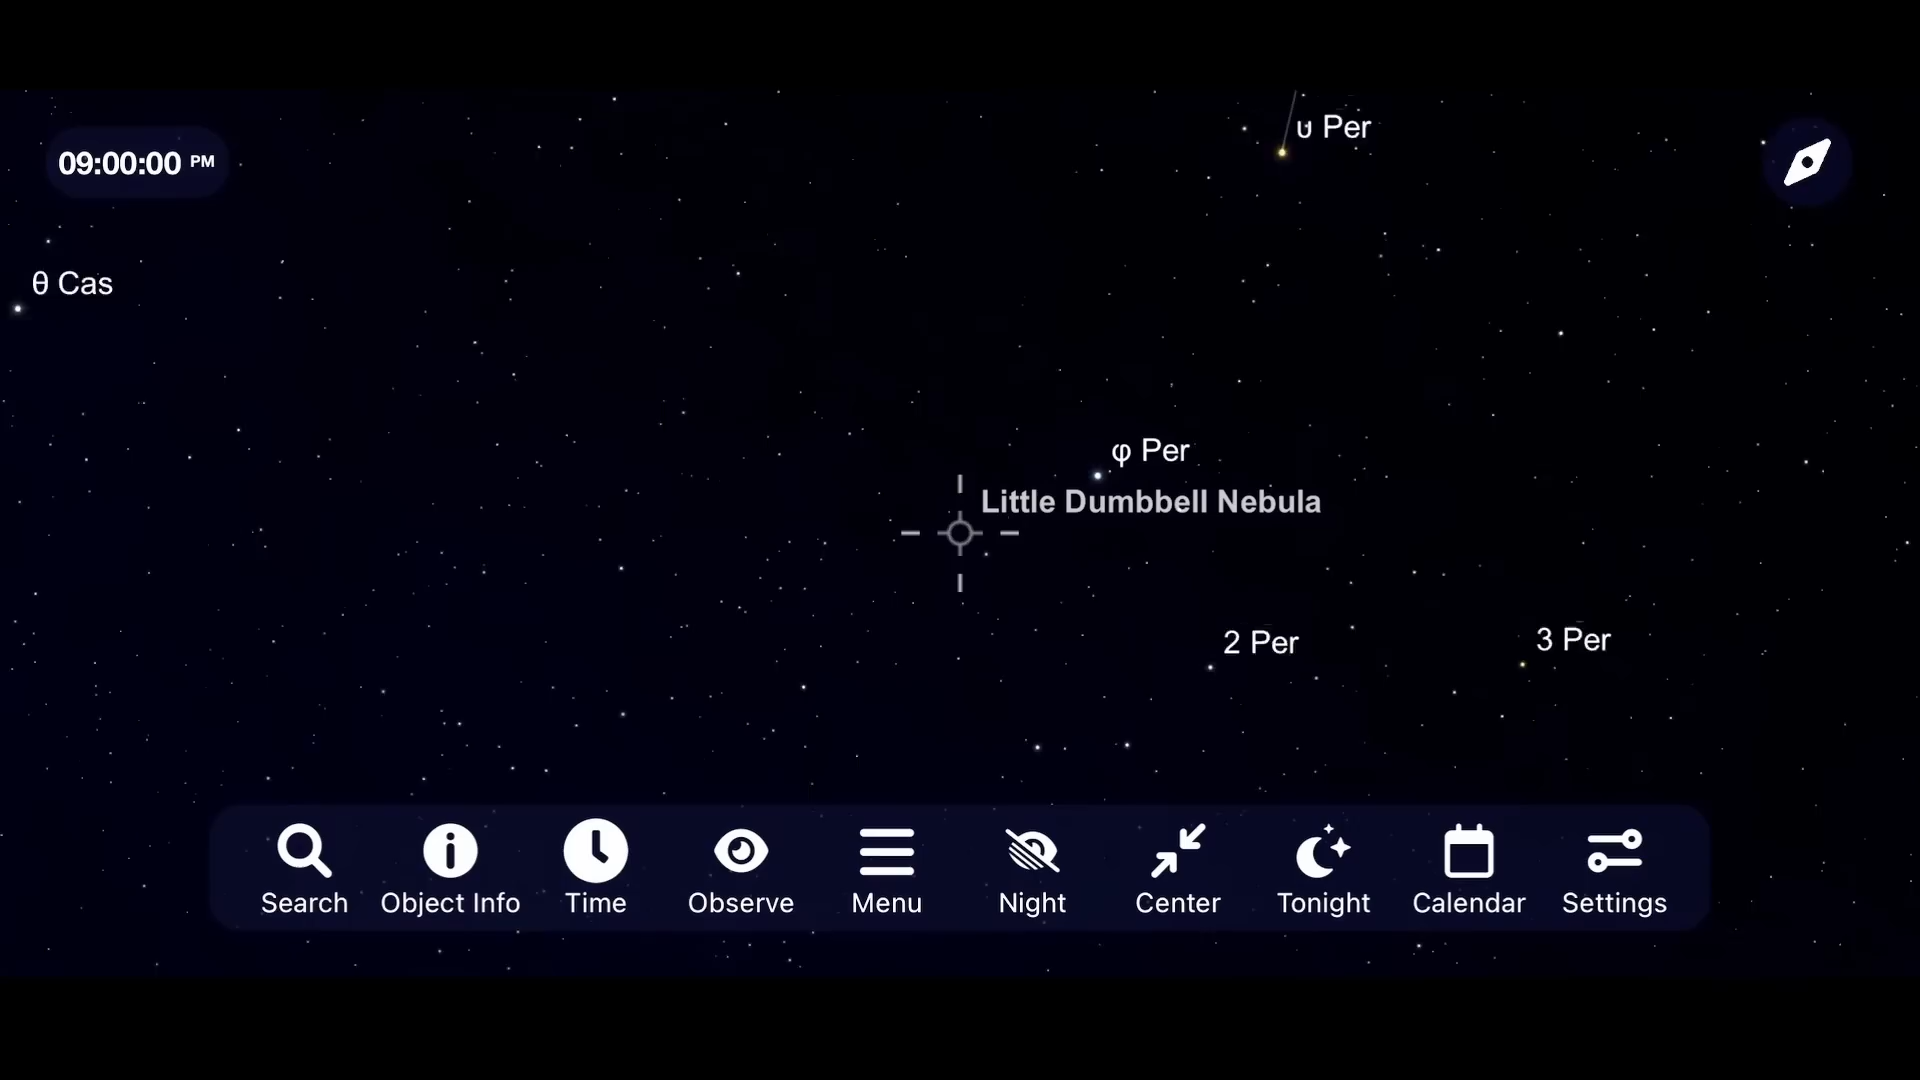 υ Per
09:00:00 PM
θ Cas
φ Per
Little Dumbbell Nebula
2 Per
3 Per
Search Object Info Time Observe Menu Night Center Tonight Calendar Settings